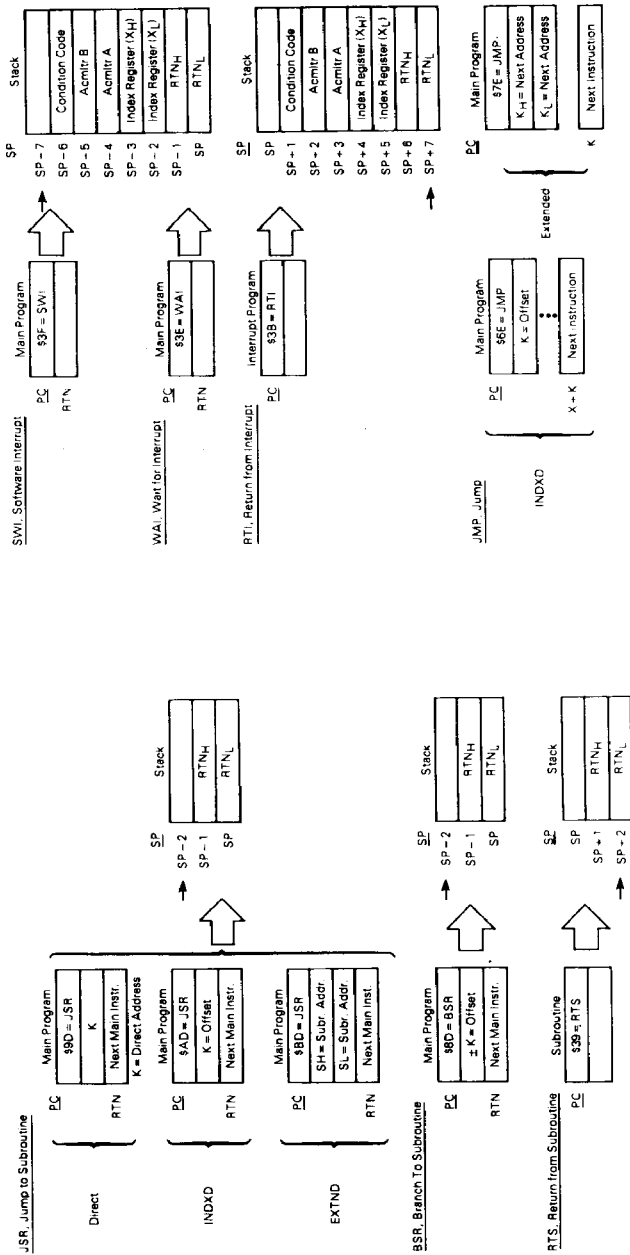 JSR, Jump to Subroutine
Direct
PC
Main Program
$9D = JSR
K
RTN
Next Main Instr.
K = Direct Address
INDXD
PC
Main Program
$AD = JSR
K = Offset
RTN
Next Main Instr.
EXTND
PC
Main Program
$BD = JSR
SH = Subr. Addr.
SL = Subr. Addr.
RTN
Next Main Inst.
SP
Stack
SP - 2
SP - 1
RTNH
SP
RTNL
BSR, Branch To Subroutine
PC
Main Program
$8D = BSR
± K = Offset
RTN
Next Main Instr.
SP
Stack
SP - 2
SP - 1
RTNH
SP
RTNL
RTS, Return from Subroutine
PC
Subroutine
$39 = RTS
SP
Stack
SP
SP + 1
RTNH
SP + 2
RTNL
SWI, Software Interrupt
PC
Main Program
$3F = SWI
RTN
WAI, Wait for Interrupt
PC
Main Program
$3E = WAI
RTN
SP
Stack
SP - 7
SP - 6
Condition Code
SP - 5
Acmltr B
SP - 4
Acmltr A
SP - 3
Index Register (XH)
SP - 2
Index Register (XL)
SP - 1
RTNH
SP
RTNL
RTI, Return from Interrupt
PC
Interrupt Program
$3B = RTI
SP
Stack
SP
SP + 1
Condition Code
SP + 2
Acmltr B
SP + 3
Acmltr A
SP + 4
Index Register (XH)
SP + 5
Index Register (XL)
SP + 6
RTNH
SP + 7
RTNL
JMP, Jump
INDXD
PC
Main Program
$6E = JMP
K = Offset
X + K
Next Instruction
Extended
PC
Main Program
$7E = JMP
KH = Next Address
KL = Next Address
K
Next Instruction